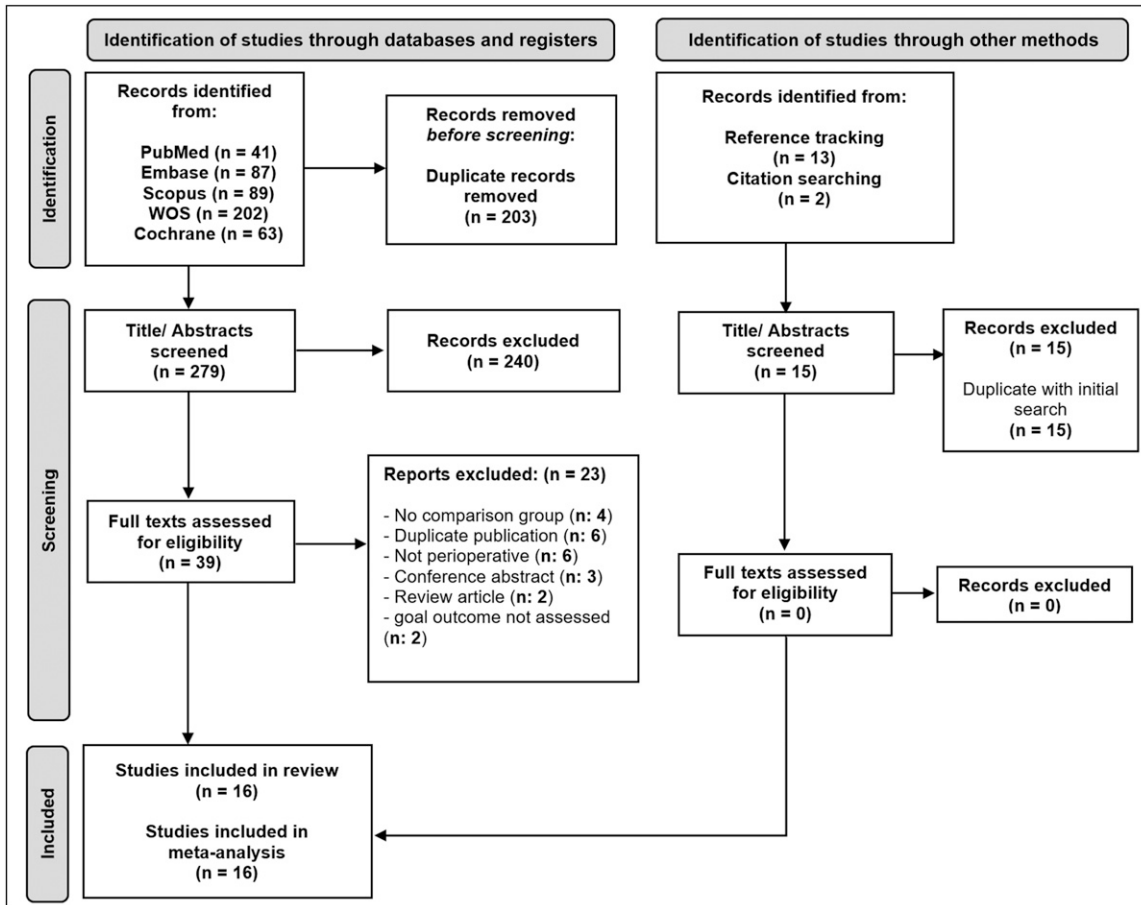 Identification of studies through databases and registers
Identification of studies through other methods
Identification
Records identified
from:
PubMed (n = 41)
Embase (n = 87)
Scopus (n = 89)
WOS (n = 202)
Cochrane (n = 63)
Records removed
before screening:
Duplicate records
removed
(n = 203)
Records identified from:
Reference tracking
(n = 13)
Citation searching
(n = 2)
Screening
Title/ Abstracts
screened
(n = 279)
Records excluded
(n = 240)
Title/ Abstracts
screened
(n = 15)
Records excluded
(n = 15)
Duplicate with initial
search
(n = 15)
Full texts assessed
for eligibility
(n = 39)
Reports excluded: (n = 23)
- No comparison group (n: 4)
- Duplicate publication (n: 6)
- Not perioperative (n: 6)
- Conference abstract (n: 3)
- Review article (n: 2)
- goal outcome not assessed
(n: 2)
Full texts assessed
for eligibility
(n = 0)
Records excluded
(n = 0)
Included
Studies included in review
(n = 16)
Studies included in
meta-analysis
(n = 16)